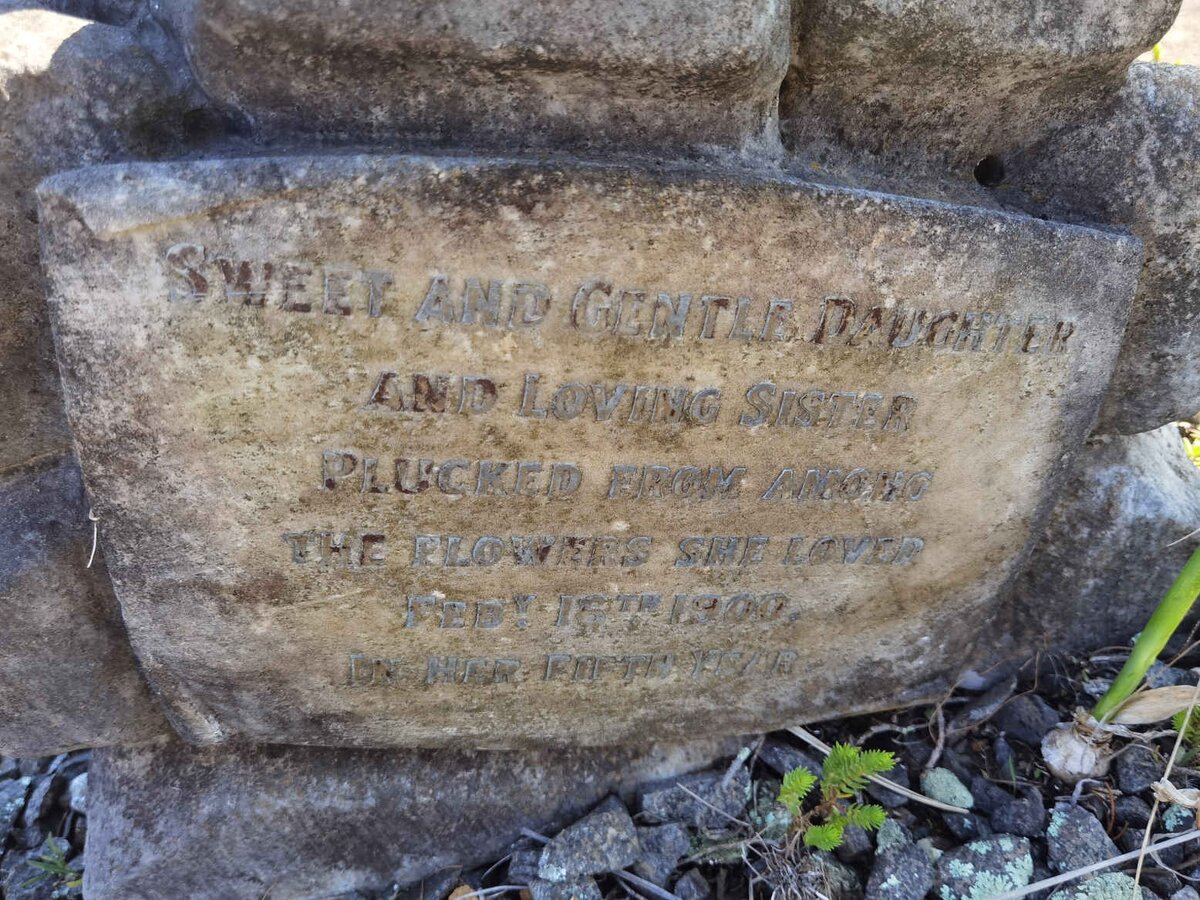 SWEET AND GENTLE DAUGHTER
AND LOVING SISTER
PLUCKED FROM AMONG
THE FLOWERS SHE LOVED
FEBY 16TH 1900.
IN HER FIFTH YEAR.